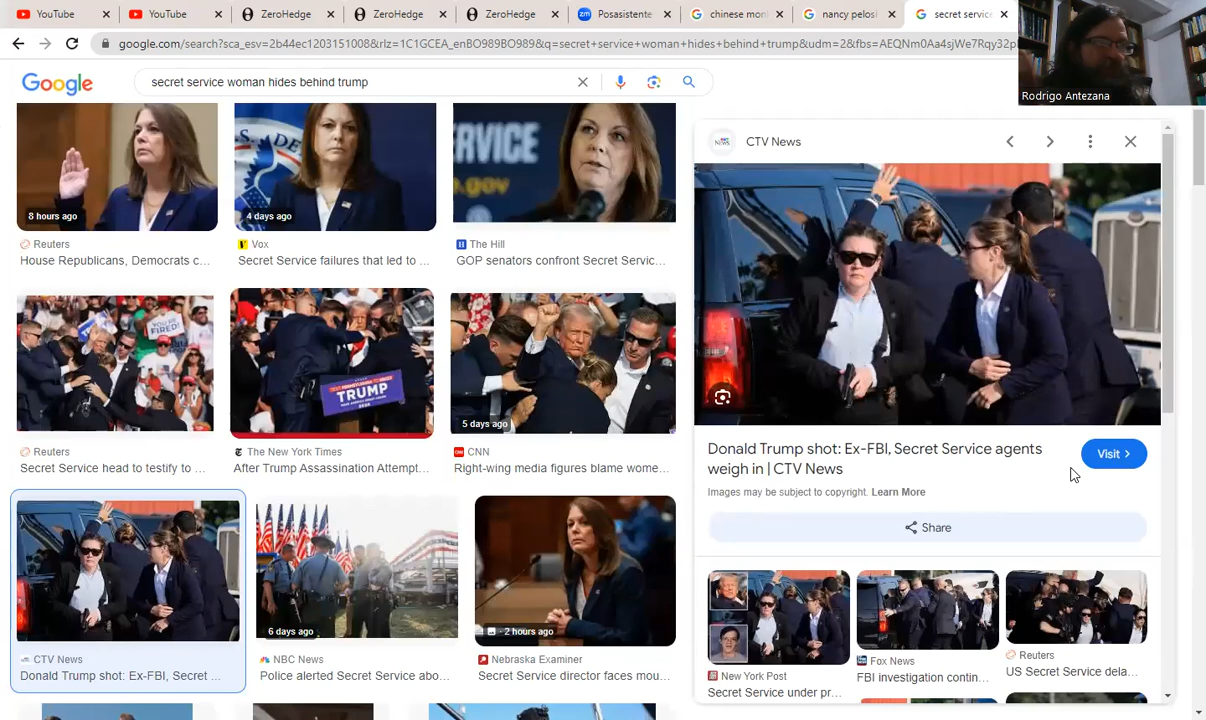 YouTube
YouTube
ZeroHedge
ZeroHedge
ZeroHedge
Posasistente
chinese mon
nancy pelosi
secret service
google.com/search?sca_esv=2b44ec1203151008&rlz=1C1GCEA_enBO989BO989&q=secret+service+woman+hides+behind+trump&udm=2&fbs=AEQNm0Aa4sjWe7Rqy32p
Rodrigo Antezana
Google
secret service woman hides behind trump
8 hours ago
Reuters
House Republicans, Democrats c...
4 days ago
Vox
Secret Service failures that led to ...
SERVICE
.gov
The Hill
GOP senators confront Secret Servic...
YOU'RE
FIRED!
Reuters
Secret Service head to testify to ...
TRUMP
The New York Times
After Trump Assassination Attempt...
5 days ago
CNN
Right-wing media figures blame wome...
CTV News
Donald Trump shot: Ex-FBI, Secret ...
6 days ago
NBC News
Police alerted Secret Service abo...
2 hours ago
Nebraska Examiner
Secret Service director faces mou...
CTV News
Donald Trump shot: Ex-FBI, Secret Service agents
weigh in | CTV News
Visit
Images may be subject to copyright. Learn More
Share
New York Post
Secret Service under pr...
Fox News
FBI investigation contin...
Reuters
US Secret Service dela...